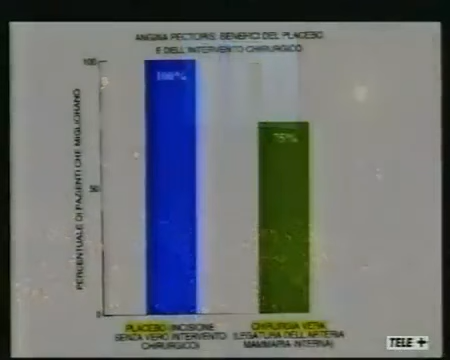 ANGINA PECTORIS: BENEFICI DEL PLACEBO
E DELL'INTERVENTO CHIRURGICO
PERCENTUALE DI PAZIENTI CHE MIGLIORANO
100
50
0
100%
75%
PLACEBO (INCISIONE
SENZA VERO INTERVENTO
CHIRURGICO)
CHIRURGIA VERA
(LEGATURA DELL'ARTERIA
MAMMARIA INTERNA)
TELE +